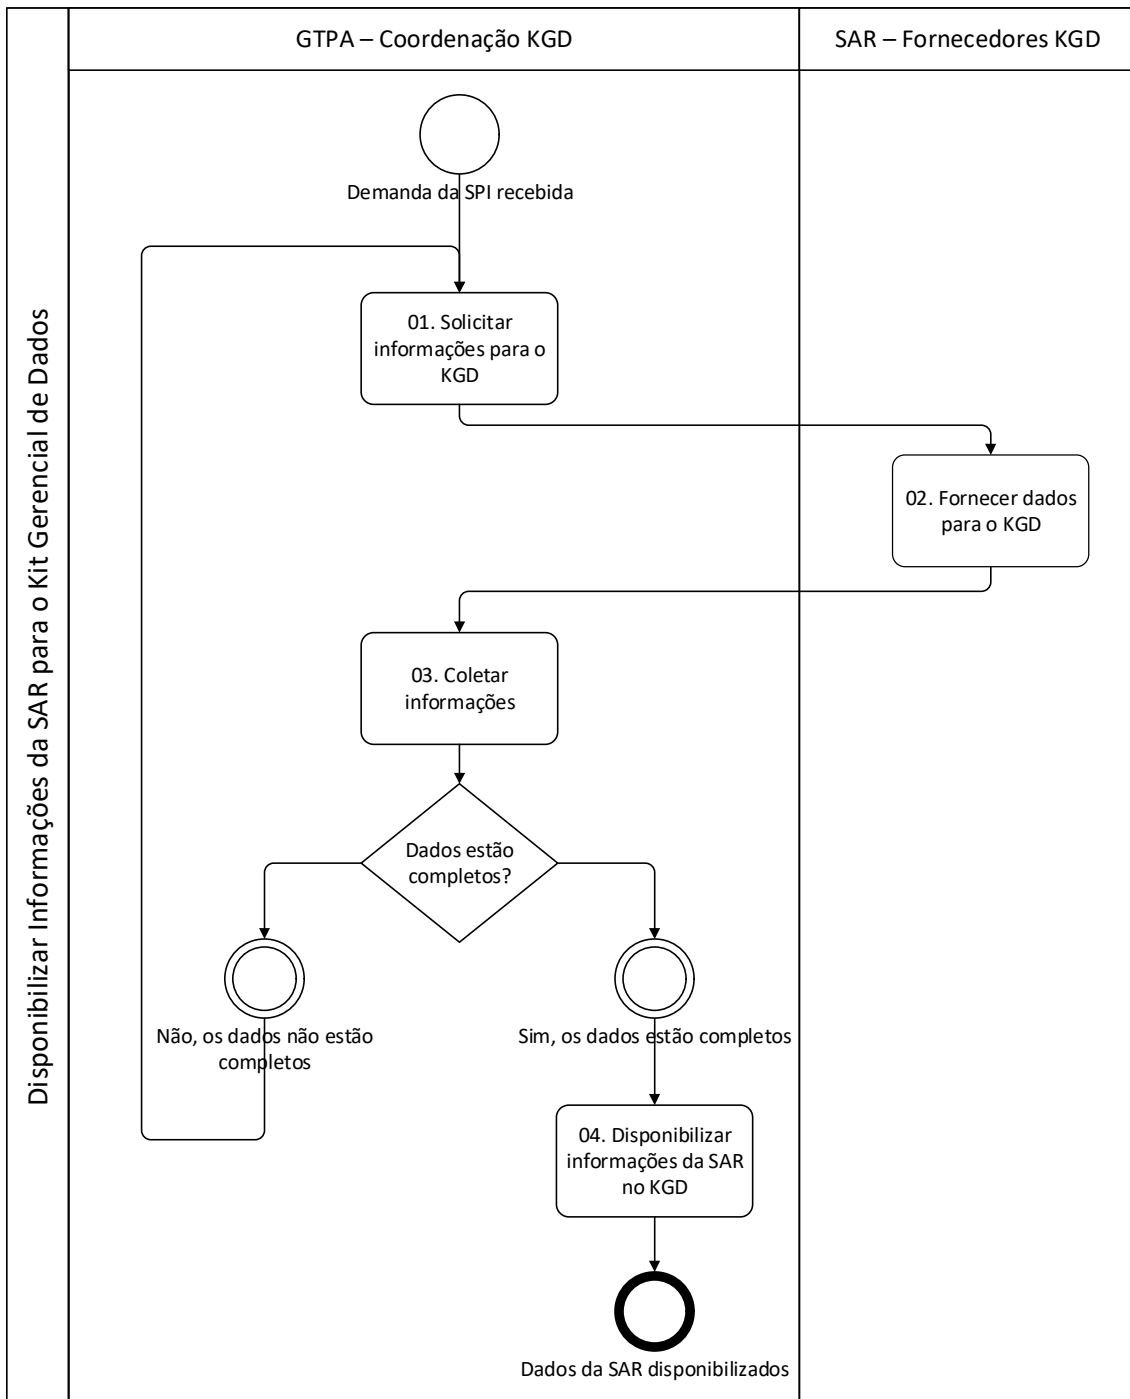 GTPA – Coordenação KGD
SAR – Fornecedores KGD
Disponibilizar Informações da SAR para o Kit Gerencial de Dados
Demanda da SPI recebida
01. Solicitar
informações para o
KGD
02. Fornecer dados
para o KGD
03. Coletar
informações
Dados estão
completos?
Não, os dados não estão
completos
Sim, os dados estão completos
04. Disponibilizar
informações da SAR
no KGD
Dados da SAR disponibilizados